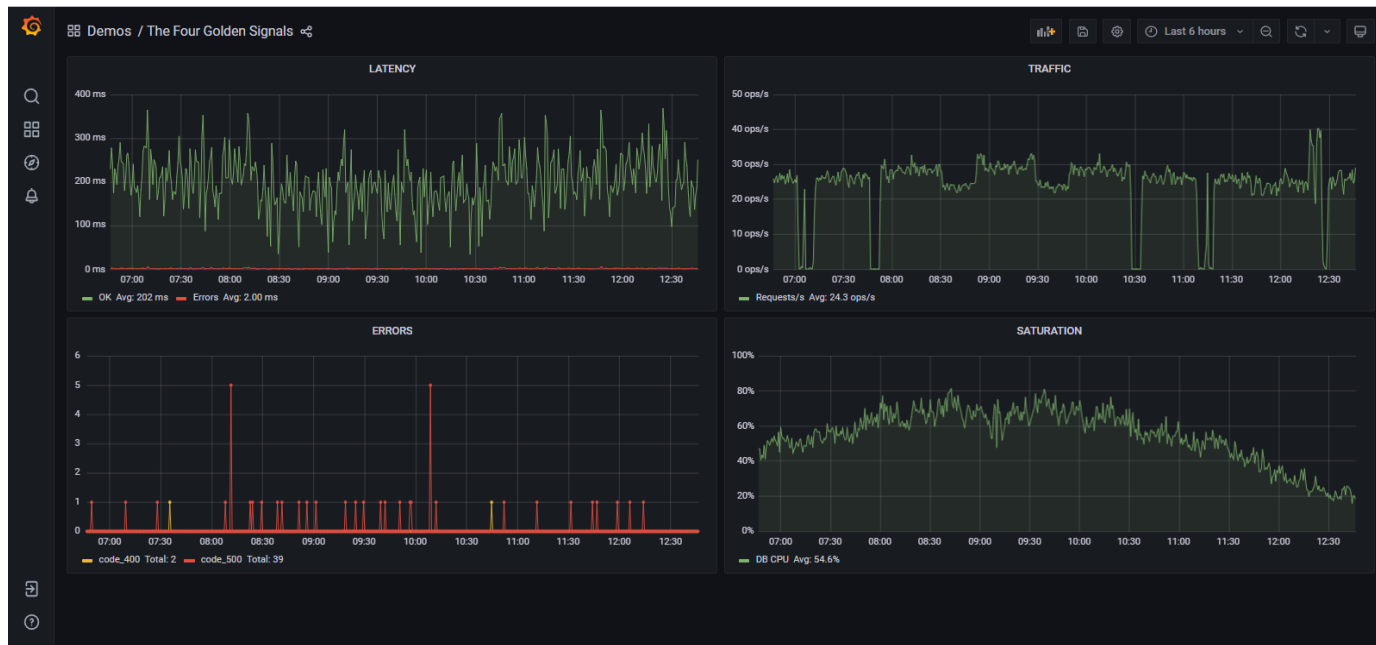 Demos / The Four Golden Signals
Last 6 hours
LATENCY
400 ms
300 ms
200 ms
100 ms
0 ms
07:00 07:30 08:00 08:30 09:00 09:30 10:00 10:30 11:00 11:30 12:00 12:30
OK Avg: 202 ms Errors Avg: 2.00 ms
TRAFFIC
50 ops/s
40 ops/s
30 ops/s
20 ops/s
10 ops/s
0 ops/s
07:00 07:30 08:00 08:30 09:00 09:30 10:00 10:30 11:00 11:30 12:00 12:30
Requests/s Avg: 24.3 ops/s
ERRORS
6
5
4
3
2
1
0
07:00 07:30 08:00 08:30 09:00 09:30 10:00 10:30 11:00 11:30 12:00 12:30
code_400 Total: 2 code_500 Total: 39
SATURATION
100%
80%
60%
40%
20%
0%
07:00 07:30 08:00 08:30 09:00 09:30 10:00 10:30 11:00 11:30 12:00 12:30
DB CPU Avg: 54.6%